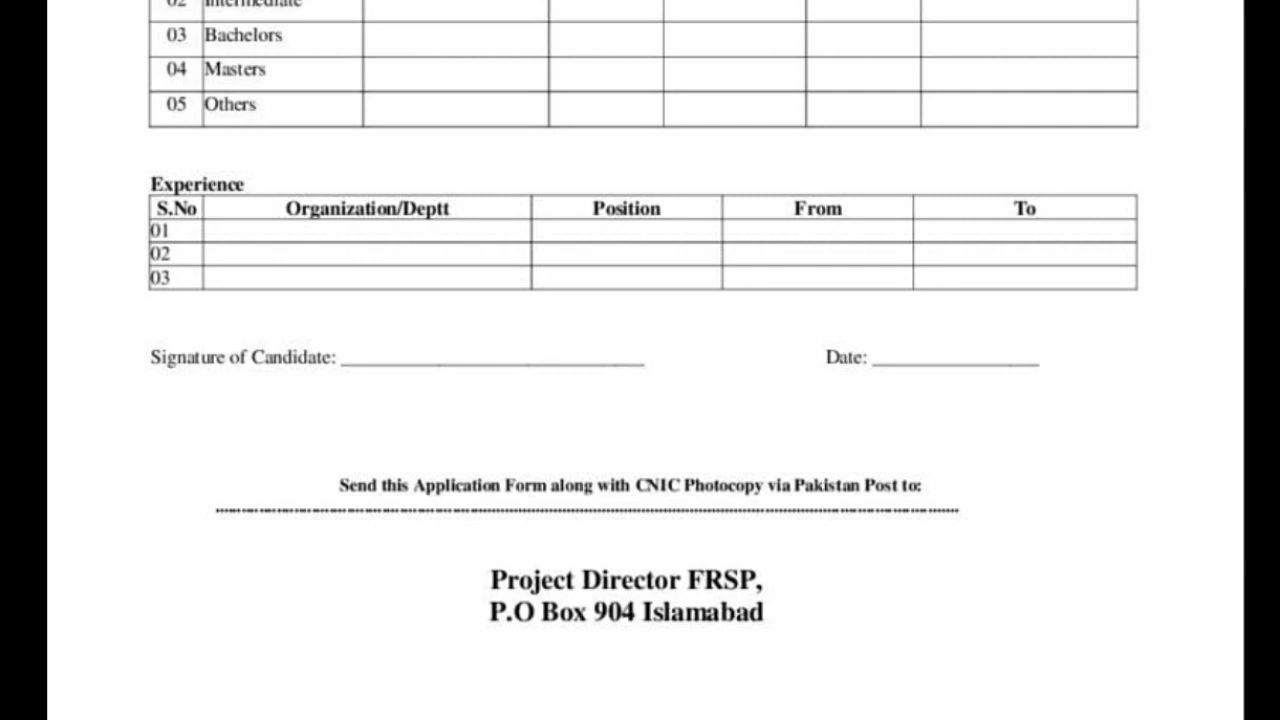 02 Intermediate
03 Bachelors
04 Masters
05 Others
Experience
S.No Organization/Deptt Position From To
01
02
03
Signature of Candidate: Date:
Send this Application Form along with CNIC Photocopy via Pakistan Post to:
Project Director FRSP,
P.O Box 904 Islamabad